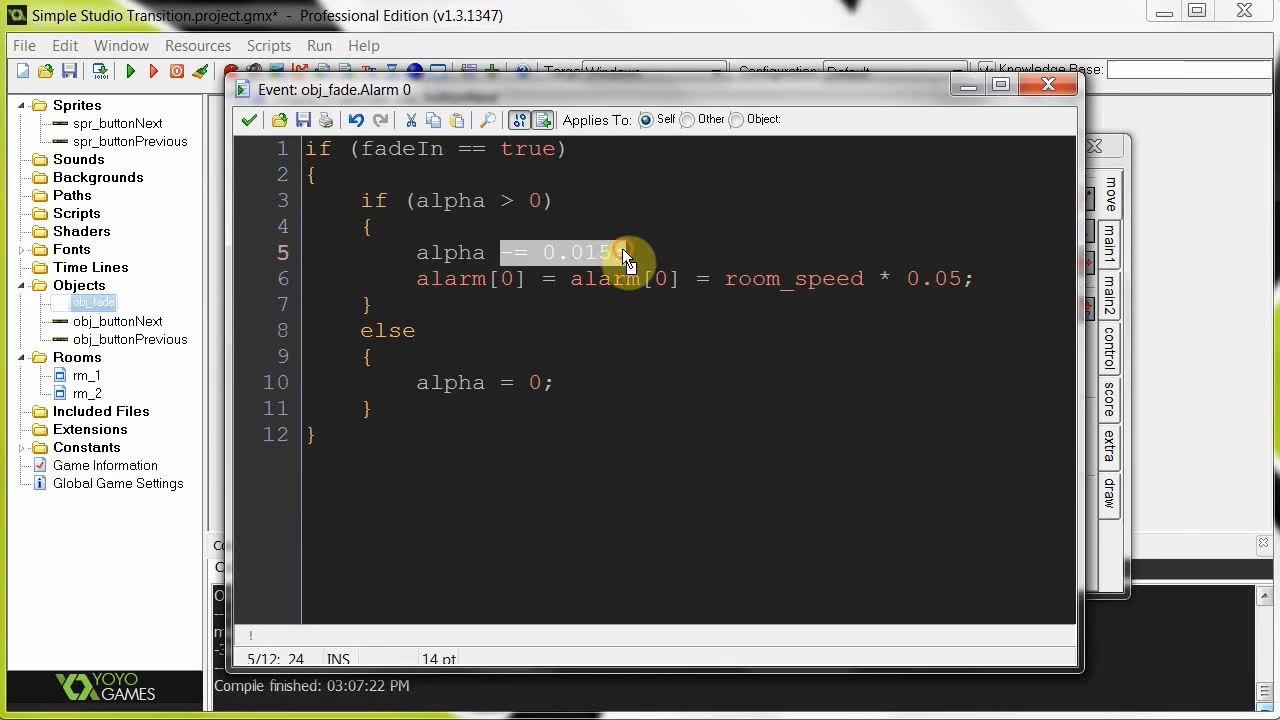 Simple Studio Transition.project.gmx* - Professional Edition (v1.3.1347)
File Edit Window Resources Scripts Run Help
Target: Windows Configuration: Default Knowledge Base:
Event: obj_fade.Alarm 0
Applies To: Self Other Object:
Sprites
spr_buttonNext
spr_buttonPrevious
Sounds
Backgrounds
Paths
Scripts
Shaders
Fonts
Time Lines
Objects
obj_fade
obj_buttonNext
obj_butonPrevious
Rooms
rm_1
rm_2
Included Files
Extensions
Constants
Game Information
Global Game Settings
YOYO
GAMES
1 if (fadeIn == true)
2 {
3 if (alpha > 0)
4 {
5 alpha -= 0.015
6 alarm[0] = alarm[0] = room_speed * 0.05;
7 }
8 else
9 {
10 alpha = 0;
11 }
12 }
!
5/12: 24 INS 14 pt
move
main1
main2
control
score
extra
draw
Compile finished: 03:07:22 PM